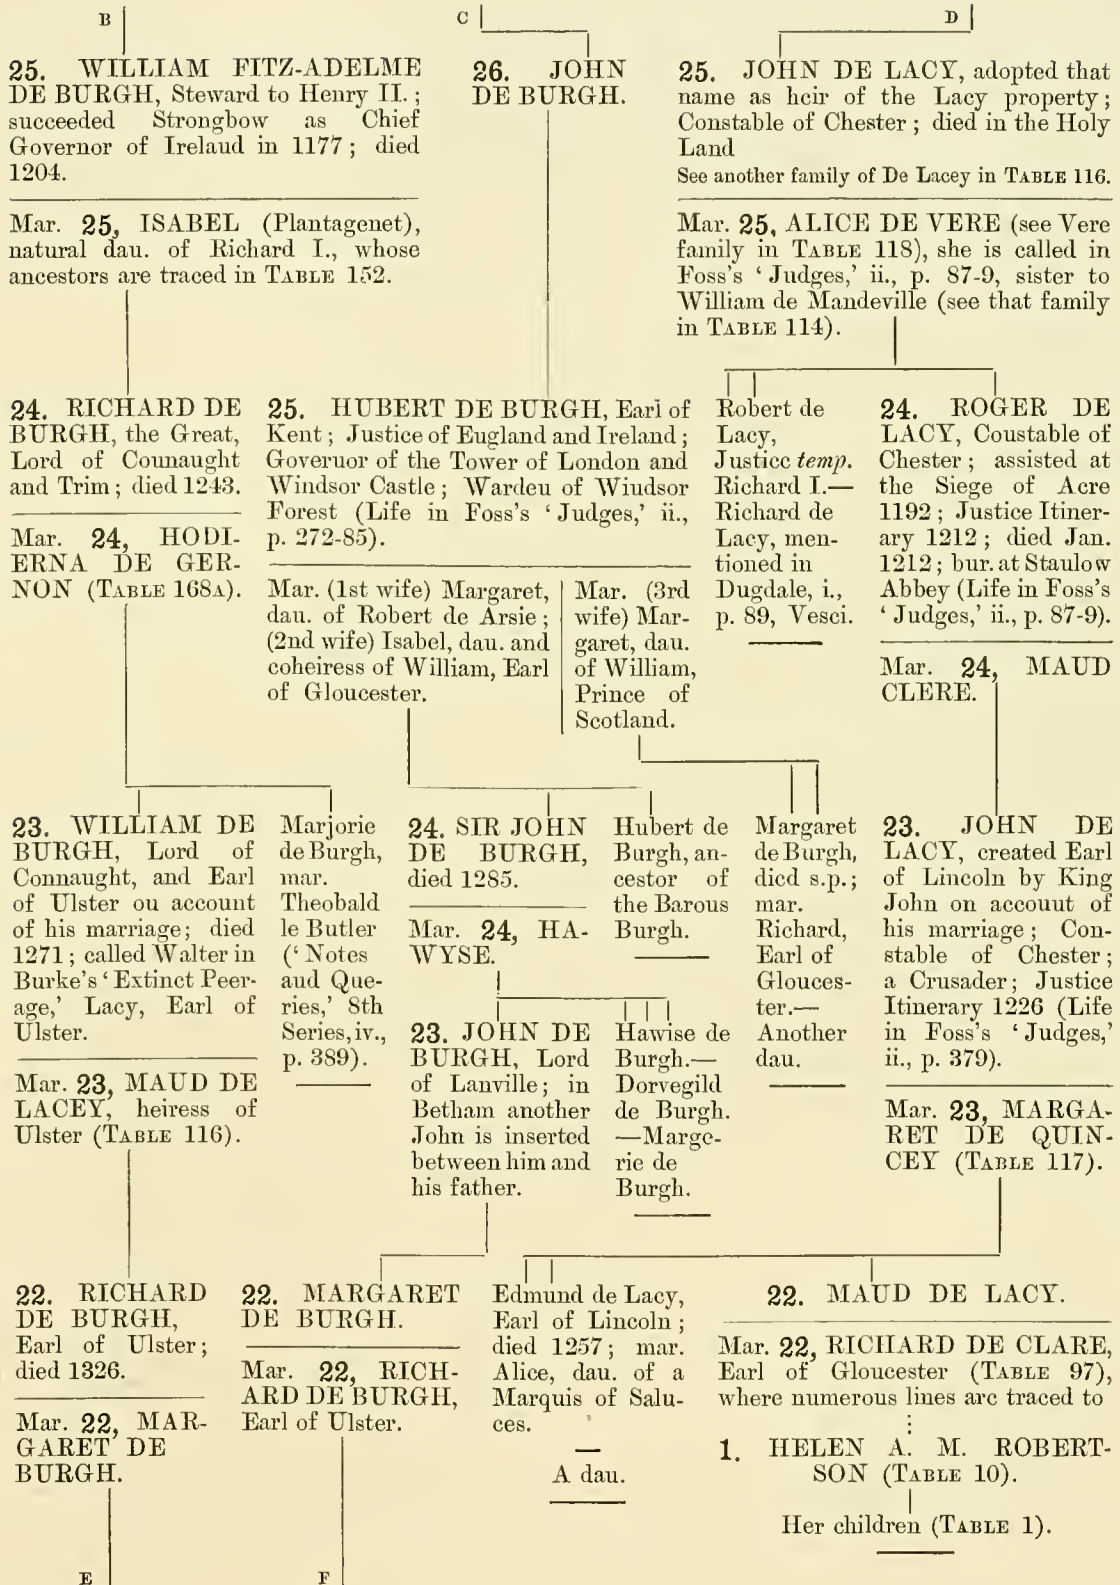 B
C
D
25. WILLIAM FITZ-ADELME
DE BURGH, Steward to Henry II. ;
succeeded Strongbow as Chief
Governor of Irelaud in 1177 ; died
1204.
Mar. 25, ISABEL (Plantagenet),
natural dau. of Richard I., whose
ancestors are traced in TABLE 152.
26. JOHN
DE BURGH.
25. JOHN DE LACY, adopted that
name as heir of the Lacy property ;
Constable of Chester ; died in the Holy
Land
See another family of De Lacey in TABLE 116.
Mar. 25, ALICE DE VERE (see Vere
family in TABLE 118), she is called in
Foss's ‘ Judges,’ ii., p. 87-9, sister to
William de Mandeville (see that family
in TABLE 114).
24. RICHARD DE
BURGH, the Great,
Lord of Counaught
and Trim ; died 1243.
Mar. 24, HODI-
ERNA DE GER-
NON (TABLE 168A).
25. HUBERT DE BURGH, Earl of
Kent ; Justice of England and Ireland ;
Governor of the Tower of London and
Windsor Castle ; Warden of Windsor
Forest (Life in Foss's ‘ Judges,’ ii.,
p. 272-85).
Mar. (1st wife) Margaret,
dau. of Robert de Arsie ;
(2nd wife) Isabel, dau. and
coheiress of William, Earl
of Gloucester.
Mar. (3rd
wife) Mar-
garet, dau.
of William,
Prince of
Scotland.
Robert de
Lacy,
Justice temp.
Richard I.—
Richard de
Lacy, men-
tioned in
Dugdale, i.,
p. 89, Vesci.
24. ROGER DE
LACY, Constable of
Chester ; assisted at
the Siege of Acre
1192 ; Justice Itiner-
ary 1212 ; died Jan.
1212 ; bur. at Staulow
Abbey (Life in Foss's
‘ Judges,’ ii., p. 87-9).
Mar. 24, MAUD
CLERE.
23. WILLIAM DE
BURGH, Lord of
Connaught, and Earl
of Ulster ou account
of his marriage; died
1271 ; called Walter in
Burke's ‘ Extinct Peer-
age,’ Lacy, Earl of
Ulster.
Mar. 23, MAUD DE
LACEY, heiress of
Ulster (TABLE 116).
Marjorie
de Burgh,
mar.
Theobald
le Butler
(‘ Notes
and Que-
ries,’ 8th
Series, iv.,
p. 389).
24. SIR JOHN
DE BURGH,
died 1285.
Mar. 24, HA-
WYSE.
Hubert de
Burgh, an-
cestor of
the Barous
Burgh.
Margaret
de Burgh,
died s.p. ;
mar.
Richard,
Earl of
Glouces-
ter.—
Another
dau.
23. JOHN DE
LACY, created Earl
of Lincoln by King
John on account of
his marriage ; Con-
stable of Chester ;
a Crusader ; Justice
Itinerary 1226 (Life
in Foss's ‘ Judges,’
ii., p. 379).
Mar. 23, MARGA-
RET DE QUIN-
CEY (TABLE 117).
23. JOHN DE
BURGH, Lord
of Lanville ; in
Betham another
John is inserted
between him and
his father.
Hawise de
Burgh.—
Dorvegild
de Burgh.
—Marge-
rie de
Burgh.
22. RICHARD
DE BURGH,
Earl of Ulster ;
died 1326.
Mar. 22, MAR-
GARET DE
BURGH.
22. MARGARET
DE BURGH.
Mar. 22, RICH-
ARD DE BURGH,
Earl of Ulster.
Edmund de Lacy,
Earl of Lincoln ;
died 1257 ; mar.
Alice, dau. of a
Marquis of Salu-
ces.
A dau.
22. MAUD DE LACY.
Mar. 22, RICHARD DE CLARE,
Earl of Gloucester (TABLE 97),
where numerous lines are traced to
1. HELEN A. M. ROBERT-
SON (TABLE 10).
Her children (TABLE 1).
E
F